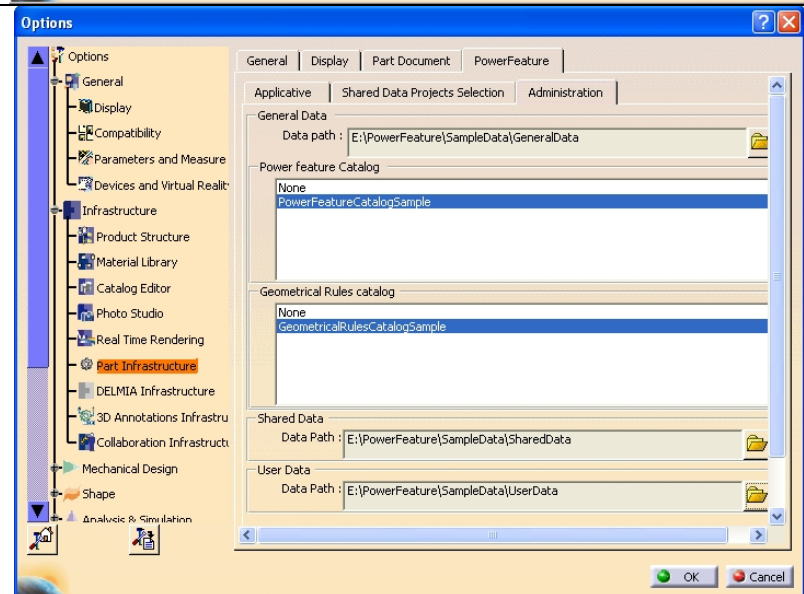 Options
Options
General
Display
Compatibility
Parameters and Measure
Devices and Virtual Realit
Infrastructure
Product Structure
Material Library
Catalog Editor
Photo Studio
Real Time Rendering
Part Infrastructure
DELMIA Infrastructure
3D Annotations Infrastru
Collaboration Infrastructu
Mechanical Design
Shape
Analysis & Simulation
General Display Part Document PowerFeature
Applicative Shared Data Projects Selection Administration
General Data
Data path : E:\PowerFeature\SampleData\GeneralData
Power feature Catalog
None
PowerFeatureCatalogSample
Geometrical Rules catalog
None
GeometricalRulesCatalogSample
Shared Data
Data Path : E:\PowerFeature\SampleData\SharedData
User Data
Data Path : E:\PowerFeature\SampleData\UserData
OK Cancel